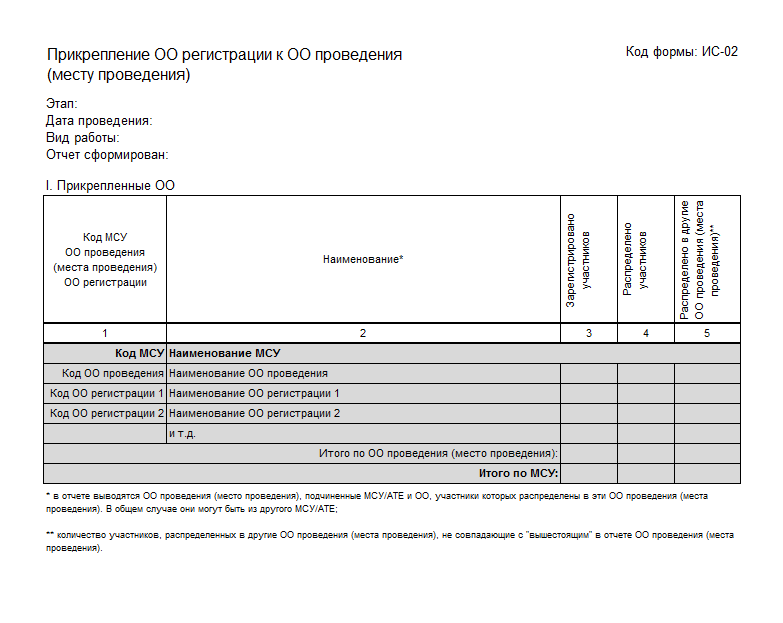 Прикрепление ОО регистрации к ОО проведения
(месту проведения)
Код формы: ИС-02
Этап:
Дата проведения:
Вид работы:
Отчет сформирован:
I. Прикрепленные ОО
Код МСУ
ОО проведения
(места проведения)
ОО регистрации
Наименование*
Зарегистрировано
участников
Распределено
участников
Распределено в другие
ОО проведения (места
проведения)**
1 2 3 4 5
Код МСУ Наименование МСУ
Код ОО проведения Наименование ОО проведения
Код ОО регистрации 1 Наименование ОО регистрации 1
Код ОО регистрации 2 Наименование ОО регистрации 2
и т.д.
Итого по ОО проведения (место проведения):
Итого по МСУ:
* в отчете выводятся ОО проведения (место проведения), подчиненные МСУ/АТЕ и ОО, участники которых распределены в эти ОО проведения (места
проведения). В общем случае они могут быть из другого МСУ/АТЕ;
** количество участников, распределенных в другие ОО проведения (места проведения), не совпадающие с "вышестоящим" в отчете ОО проведения (места
проведения).